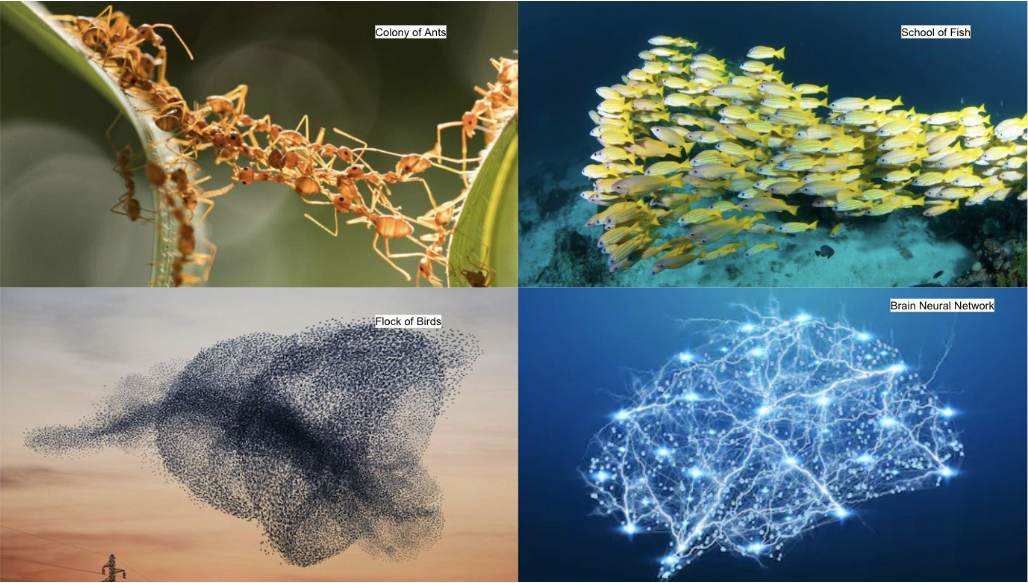 Colony of Ants
School of Fish
Flock of Birds
Brain Neural Network